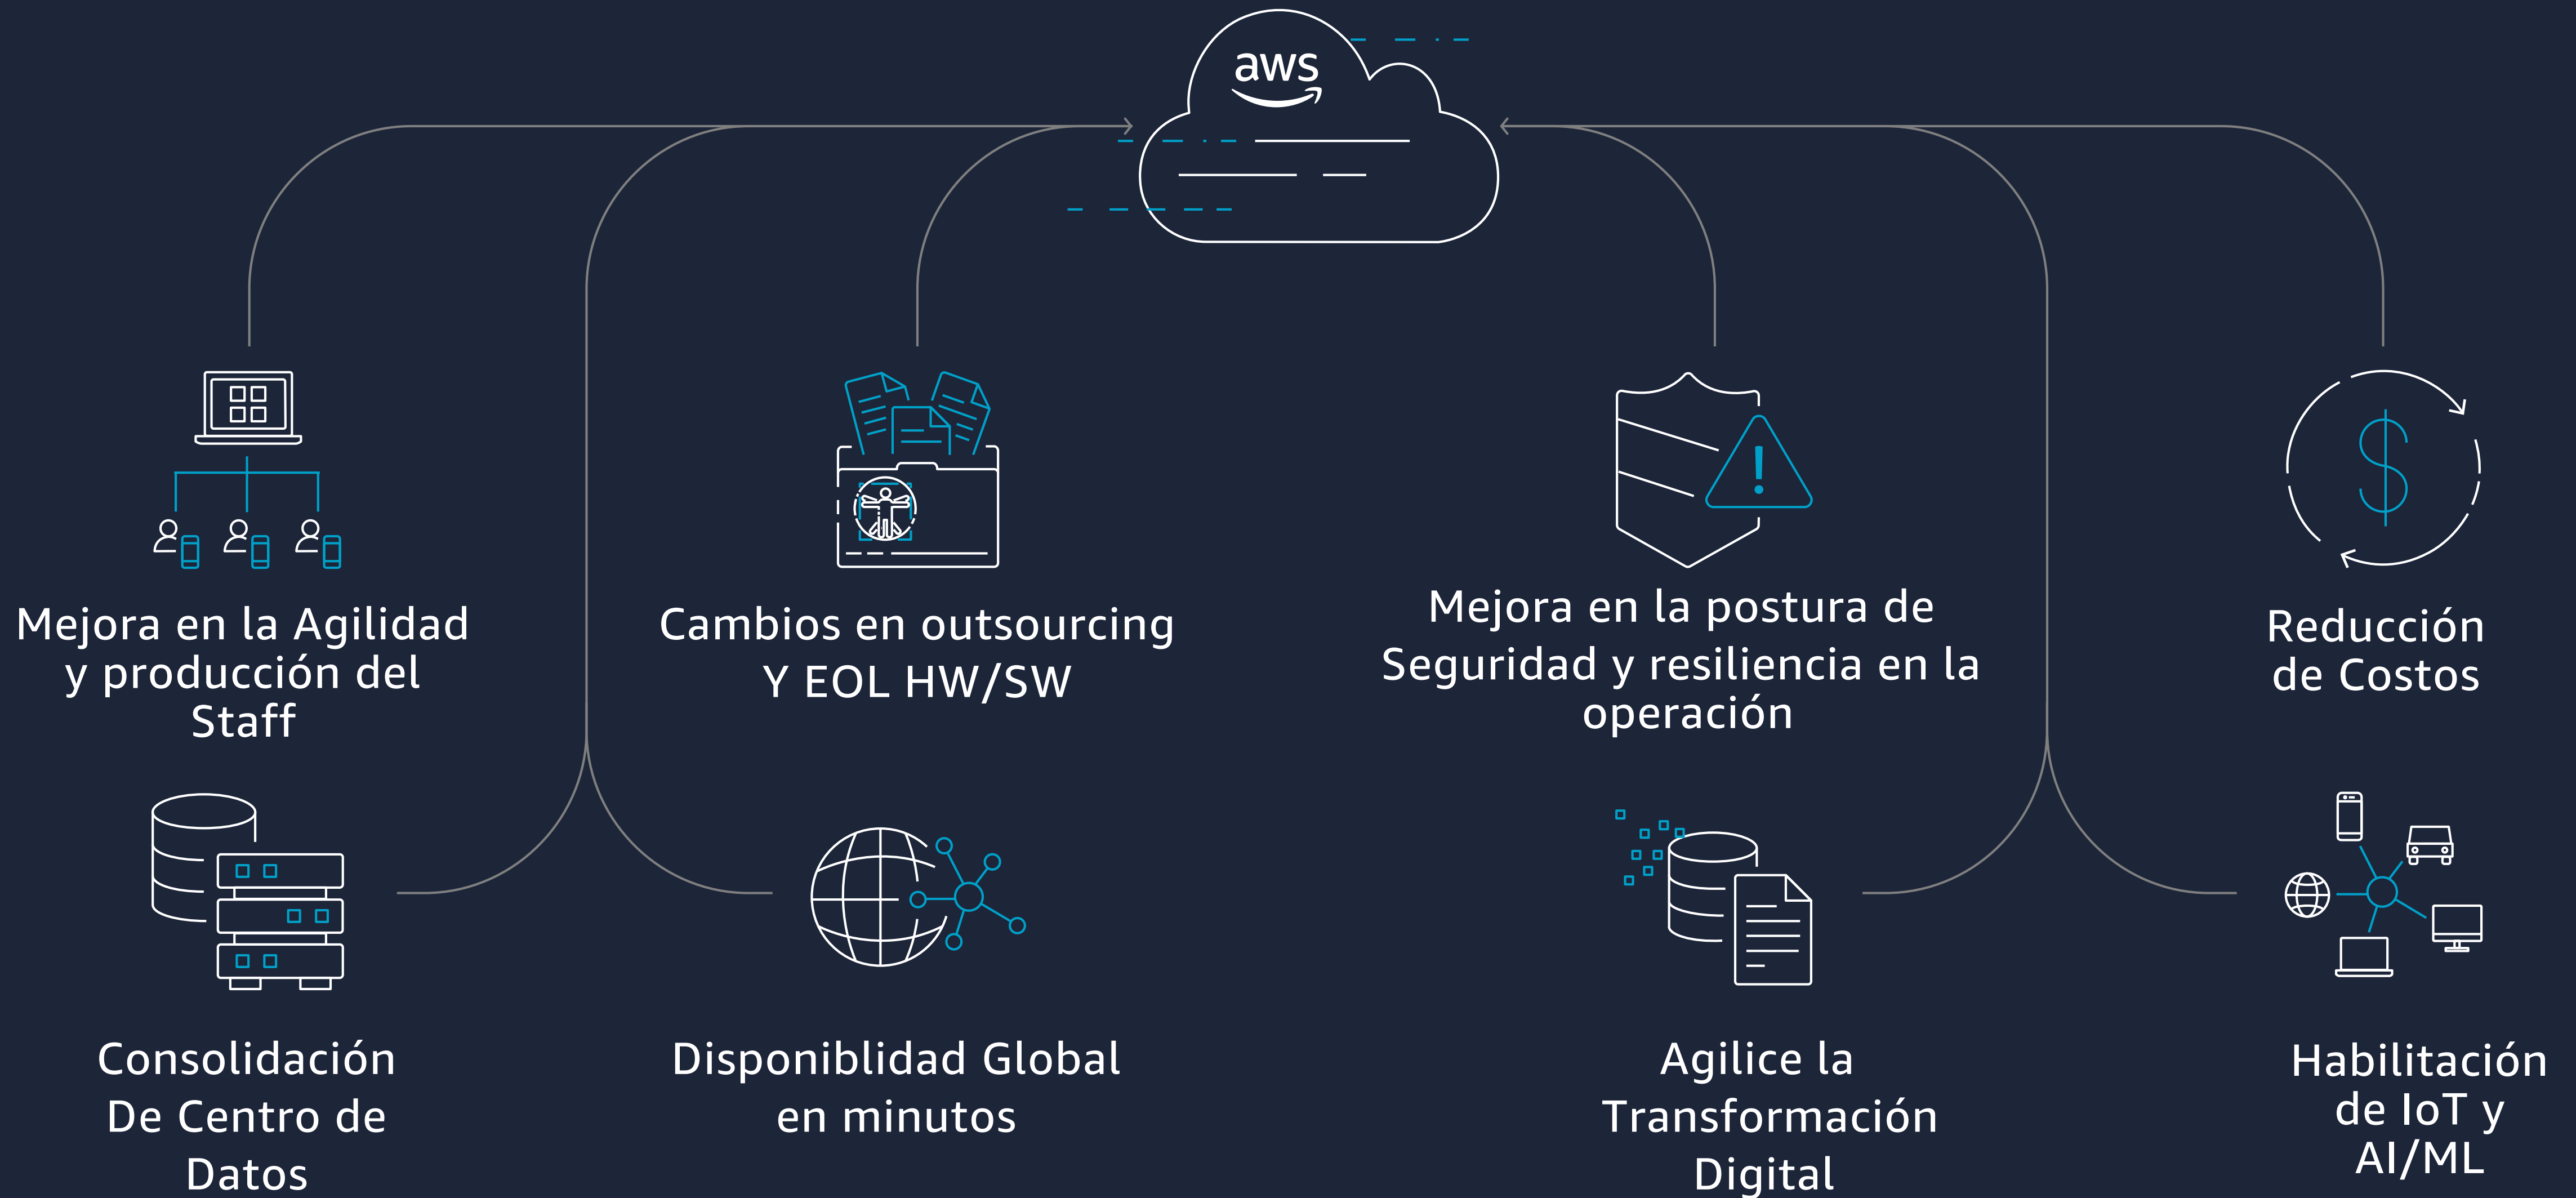 aws
Mejora en la Agilidad
y producción del
Staff
Cambios en outsourcing
Y EOL HW/SW
Mejora en la postura de
Seguridad y resiliencia en la
operación
Reducción
de Costos
Consolidación
De Centro de
Datos
Disponiblidad Global
en minutos
Agilice la
Transformación
Digital
Habilitación
de IoT y
AI/ML